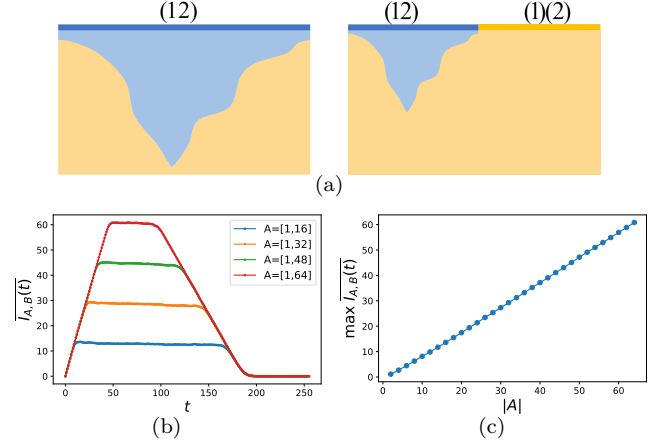 (12)
(12) (1)(2)
(a)
60
50
40
30
20
10
0
0 50 100 150 200 250
I_{A,B}(t)
t
A=[1,16]
A=[1,32]
A=[1,48]
A=[1,64]
(b)
60
50
40
30
20
10
0
0 10 20 30 40 50 60
max I_{A,B}(t)
|A|
(c)